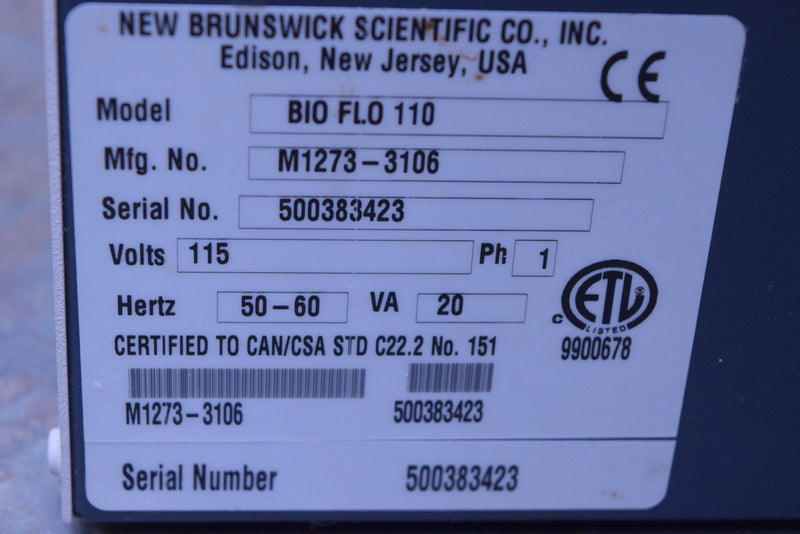 NEW BRUNSWICK SCIENTIFIC CO., INC.
Edison, New Jersey, USA
CE
Model BIO FLO 110
Mfg. No. M1273-3106
Serial No. 500383423
Volts 115 Ph 1
Hertz 50-60 VA 20
C ETL ® LISTED
CERTIFIED TO CAN/CSA STD C22.2 No. 151 9900678
M1273-3106 500383423
Serial Number 500383423